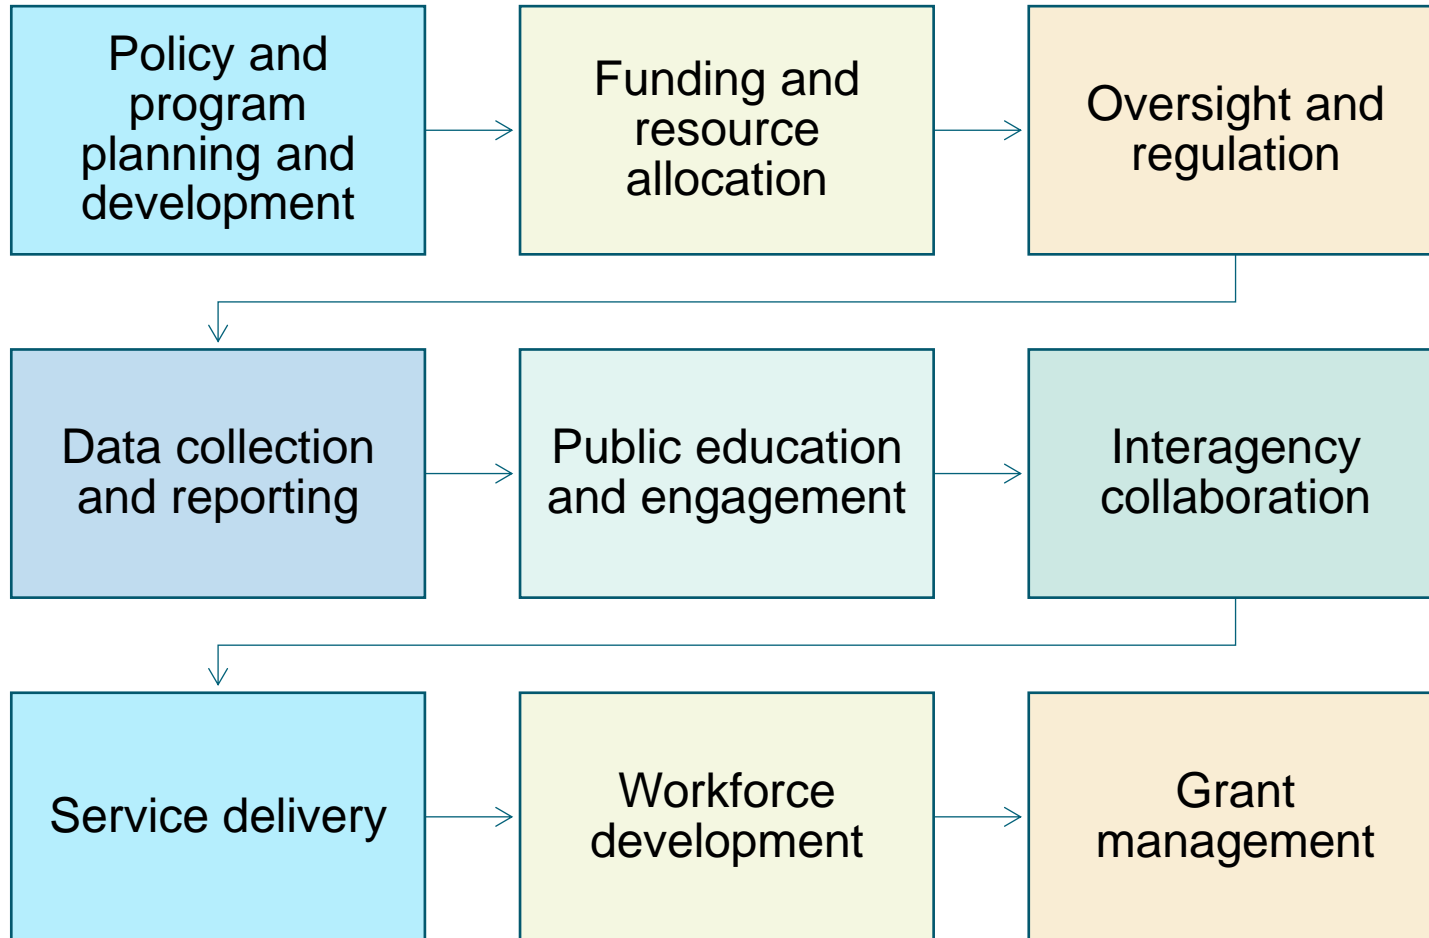 Policy and
program
planning and
development
Funding and
resource
allocation
Oversight and
regulation
Data collection
and reporting
Public education
and engagement
Interagency
collaboration
Service delivery
Workforce
development
Grant
management